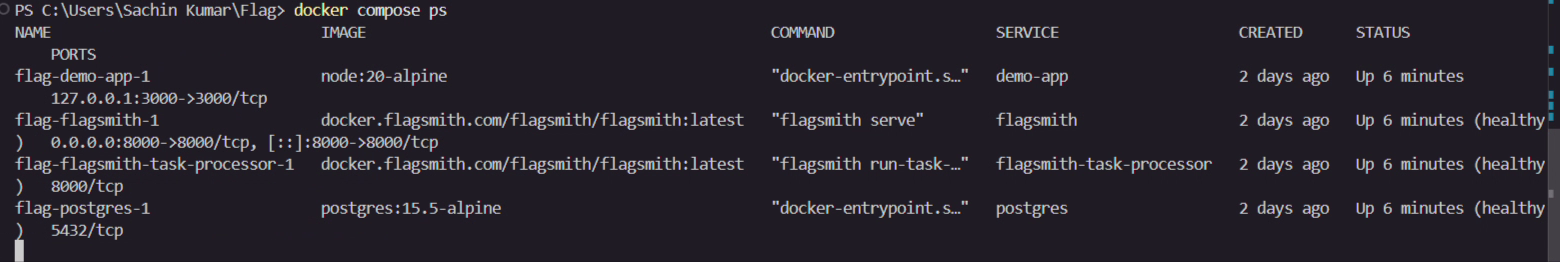 PS C:\Users\Sachin Kumar\Flag> docker compose ps
NAME IMAGE COMMAND SERVICE CREATED STATUS
PORTS
flag-demo-app-1 node:20-alpine "docker-entrypoint.s…" demo-app 2 days ago Up 6 minutes
127.0.0.1:3000->3000/tcp
flag-flagsmith-1 docker.flagsmith.com/flagsmith/flagsmith:latest "flagsmith serve" flagsmith 2 days ago Up 6 minutes (healthy
) 0.0.0.0:8000->8000/tcp, [::]:8000->8000/tcp
flag-flagsmith-task-processor-1 docker.flagsmith.com/flagsmith/flagsmith:latest "flagsmith run-task-…" flagsmith-task-processor 2 days ago Up 6 minutes (healthy
) 8000/tcp
flag-postgres-1 postgres:15.5-alpine "docker-entrypoint.s…" postgres 2 days ago Up 6 minutes (healthy
) 5432/tcp